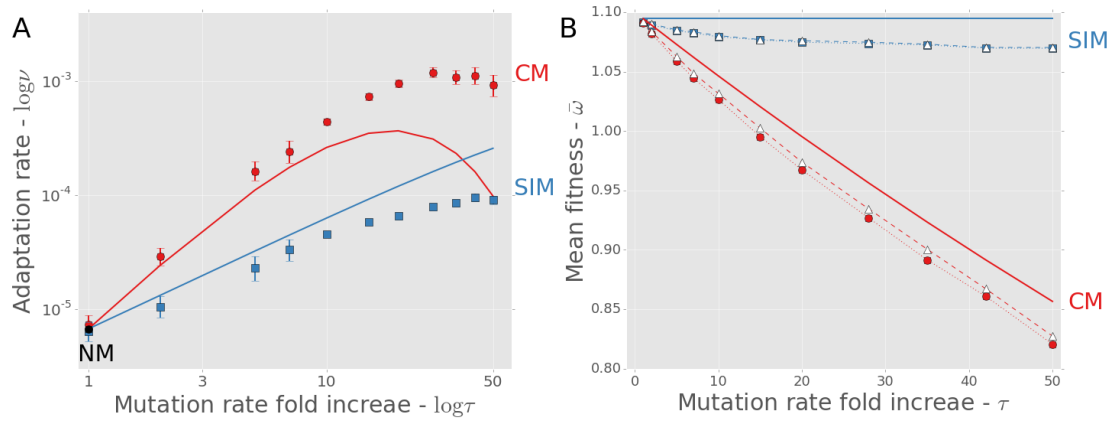 A
Adaptation rate - logν
10⁻³
10⁻⁴
10⁻⁵
CM
SIM
NM
1
3
10
50
Mutation rate fold increae - logτ
B
Mean fitness - ω̄
1.10
1.05
1.00
0.95
0.90
0.85
0.80
SIM
CM
0
10
20
30
40
50
Mutation rate fold increae - τ